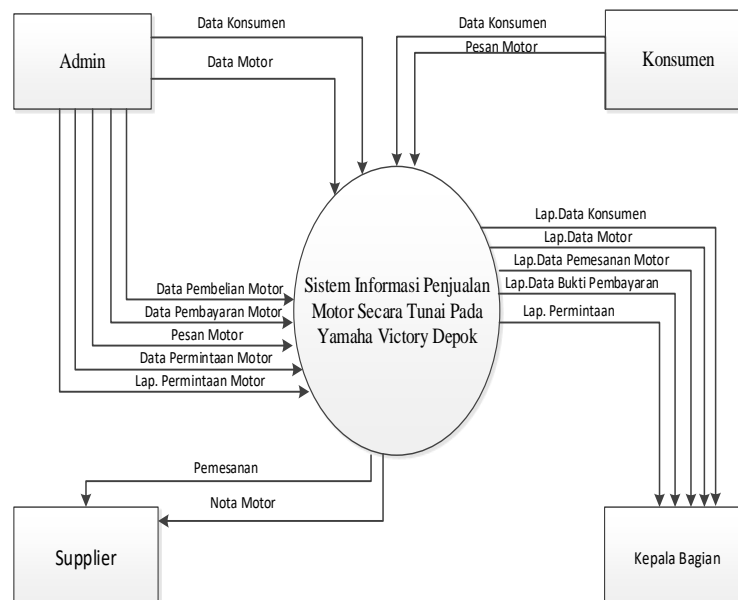 Data Konsumen
Data Konsumen
Admin
Data Motor
Pesan Motor
Konsumen
Lap.Data Konsumen
Lap.Data Motor
Lap.Data Pemesanan Motor
Lap.Data Bukti Pembayaran
Lap. Permintaan
Sistem Informasi Penjualan
Motor Secara Tunai Pada
Yamaha Victory Depok
Data Pembelian Motor
Data Pembayaran Motor
Pesan Motor
Data Permintaan Motor
Lap. Permintaan Motor
Pemesanan
Nota Motor
Supplier
Kepala Bagian